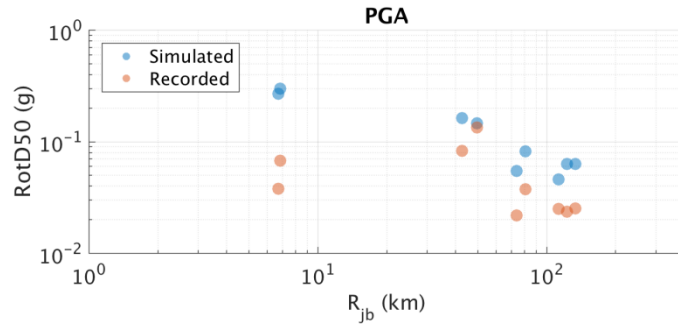 PGA
10^0
Simulated
Recorded
RotD50 (g)
10^-1
10^-2
10^0
10^1
10^2
R_jb (km)